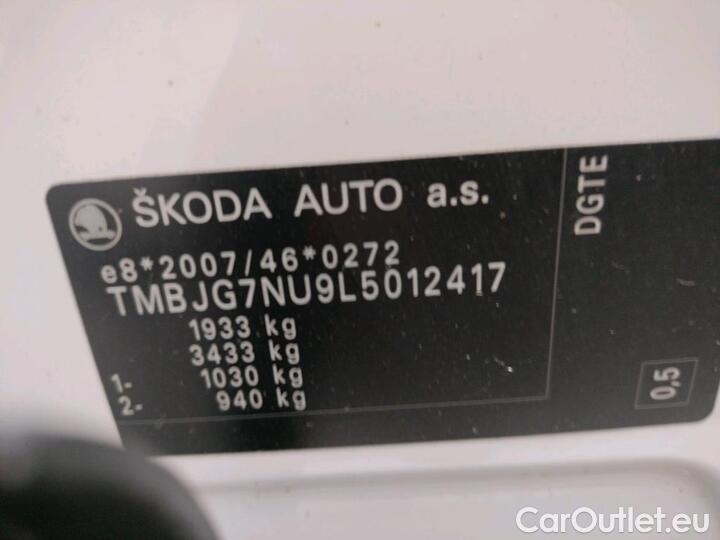 ŠKODA AUTO a.s.
e8*2007/46*0272
TMBJG7NU9L5012417
1933 kg
3433 kg
1- 1030 kg
2- 940 kg
DGTE
0,5
CarOutlet.eu